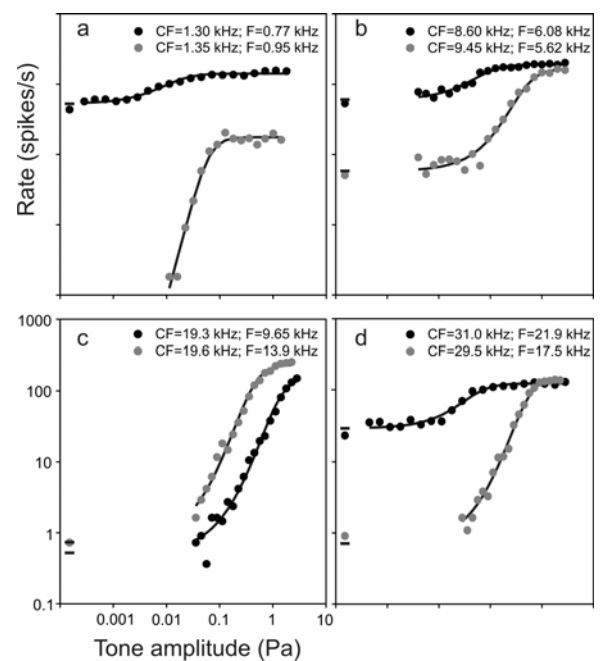 a
CF=1.30 kHz; F=0.77 kHz
CF=1.35 kHz; F=0.95 kHz
b
CF=8.60 kHz; F=6.08 kHz
CF=9.45 kHz; F=5.62 kHz
Rate (spikes/s)
c
CF=19.3 kHz; F=9.65 kHz
CF=19.6 kHz; F=13.9 kHz
d
CF=31.0 kHz; F=21.9 kHz
CF=29.5 kHz; F=17.5 kHz
1000
100
10
1
0.1
0.001 0.01 0.1 1 10
Tone amplitude (Pa)